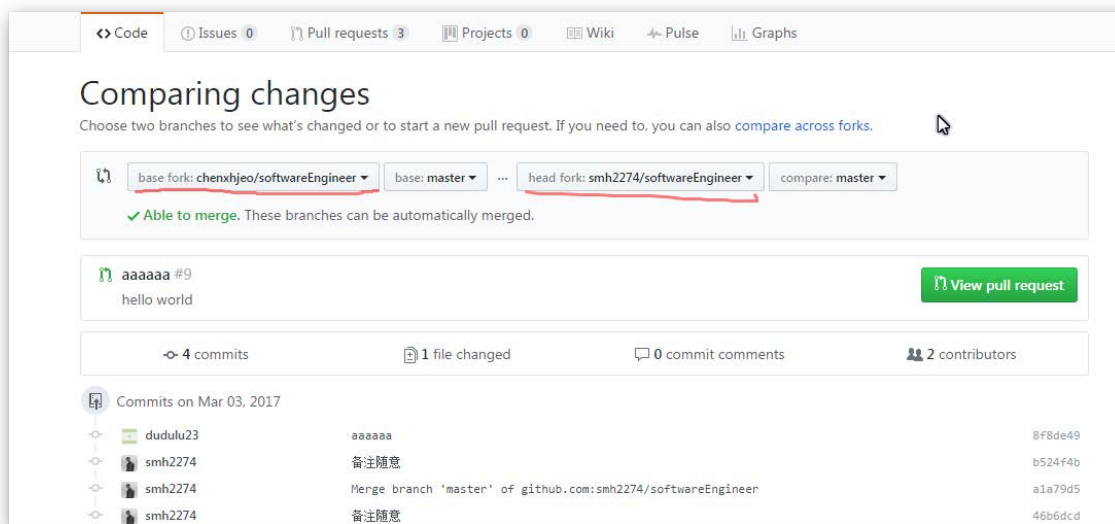 Code Issues 0 Pull requests 3 Projects 0 Wiki Pulse Graphs
Comparing changes
Choose two branches to see what's changed or to start a new pull request. If you need to, you can also compare across forks.
base fork: chenxhjeo/softwareEngineer base: master ... head fork: smh2274/softwareEngineer compare: master
Able to merge. These branches can be automatically merged.
aaaaaa #9
View pull request
hello world
4 commits 1 file changed 0 commit comments 2 contributors
Commits on Mar 03, 2017
dudulu23 aaaaaa 8f8de49
smh2274 备注随意 b524f4b
smh2274 Merge branch 'master' of github.com:smh2274/softwareEngineer a1a79d5
smh2274 备注随意 46b6dcd